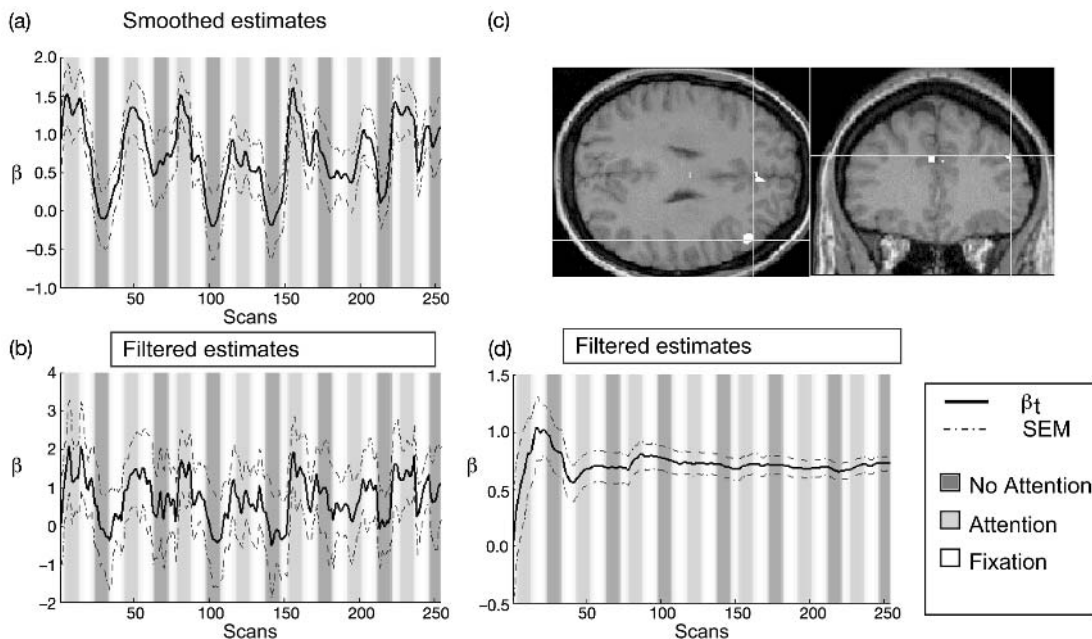 (a)
Smoothed estimates
2.0
1.5
1.0
β
0.5
0.0
-0.5
-1.0
50 100 150 200 250
Scans
(c)
(b)
Filtered estimates
4
3
2
β
1
0
-1
-2
50 100 150 200 250
Scans
(d)
Filtered estimates
1.5
1.0
β
0.5
0.0
-0.5
50 100 150 200 250
Scans
βt
SEM
No Attention
Attention
Fixation